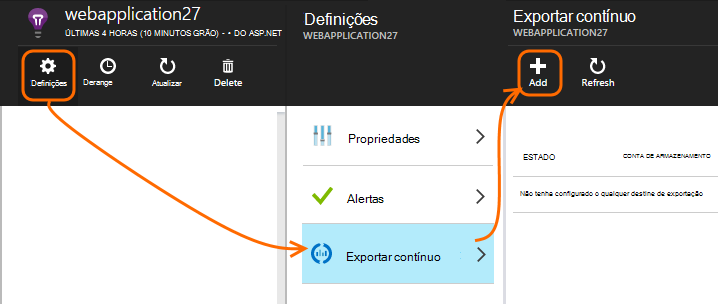 webapplication27
ÚLTIMAS 4 HORAS (10 MINUTOS GRÃO) - • DO ASP.NET
Definições
Derange
Atualizar
Delete
Definições
WEBAPPLICATION27
Propriedades
Alertas
Exportar contínuo
Exportar contínuo
WEBAPPLICATION27
Add
Refresh
ESTADO
CONTA DE ARMAZENAMENTO
Não tenha configurado o qualquer destine de exportação